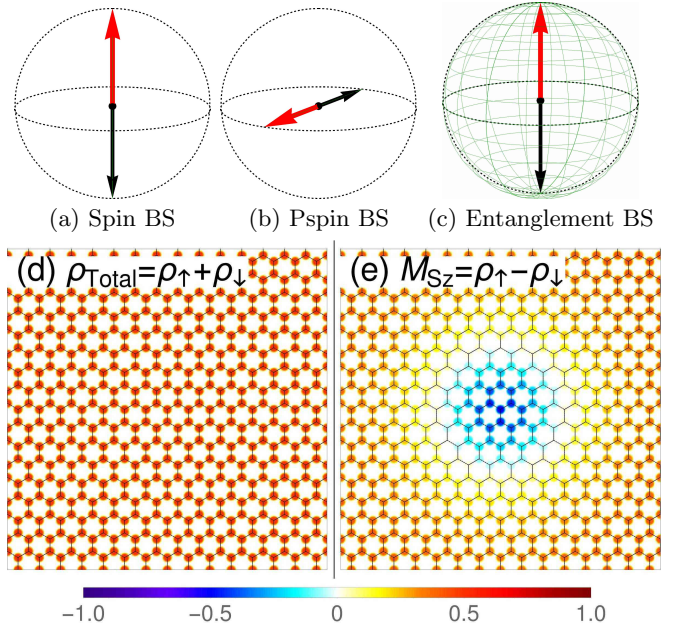 (a) Spin BS
(b) Pspin BS
(c) Entanglement BS
(d) ρTotal=ρ↑+ρ↓
(e) MSz=ρ↑−ρ↓
−1.0 −0.5 0 0.5 1.0